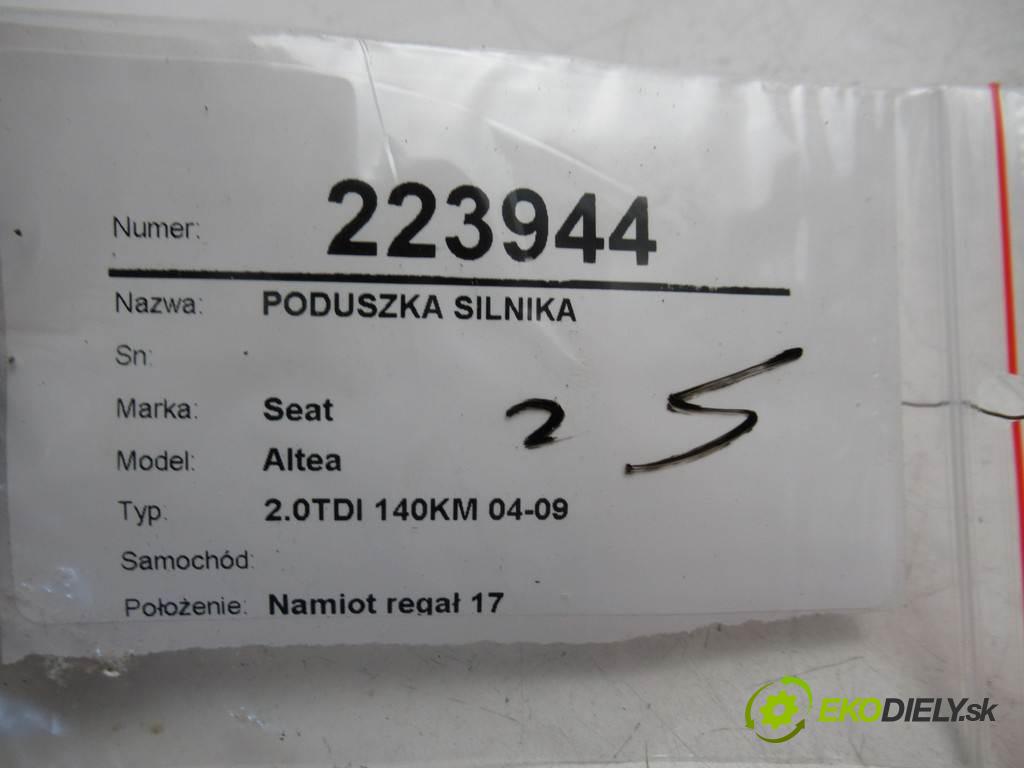 Numer: 223944
Nazwa: PODUSZKA SILNIKA
Sn:
Marka: Seat
2 5
Model: Altea
Typ. 2.0TDI 140KM 04-09
Samochód:
Położenie: Namiot regał 17
EKODIELY.sk